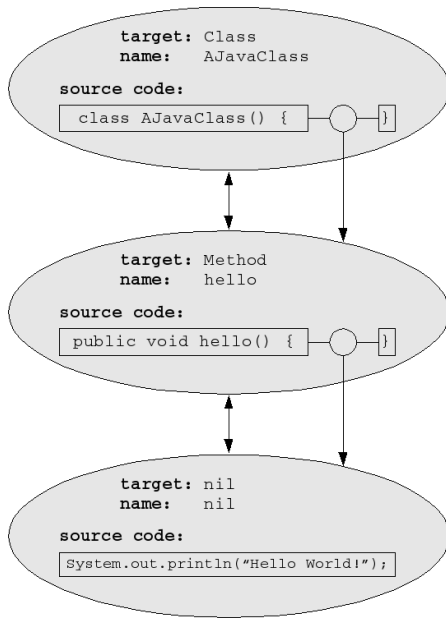 target: Class
name: AJavaClass
source code:
class AJavaClass() { }
target: Method
name: hello
source code:
public void hello() { }
target: nil
name: nil
source code:
System.out.println(“Hello World!”);